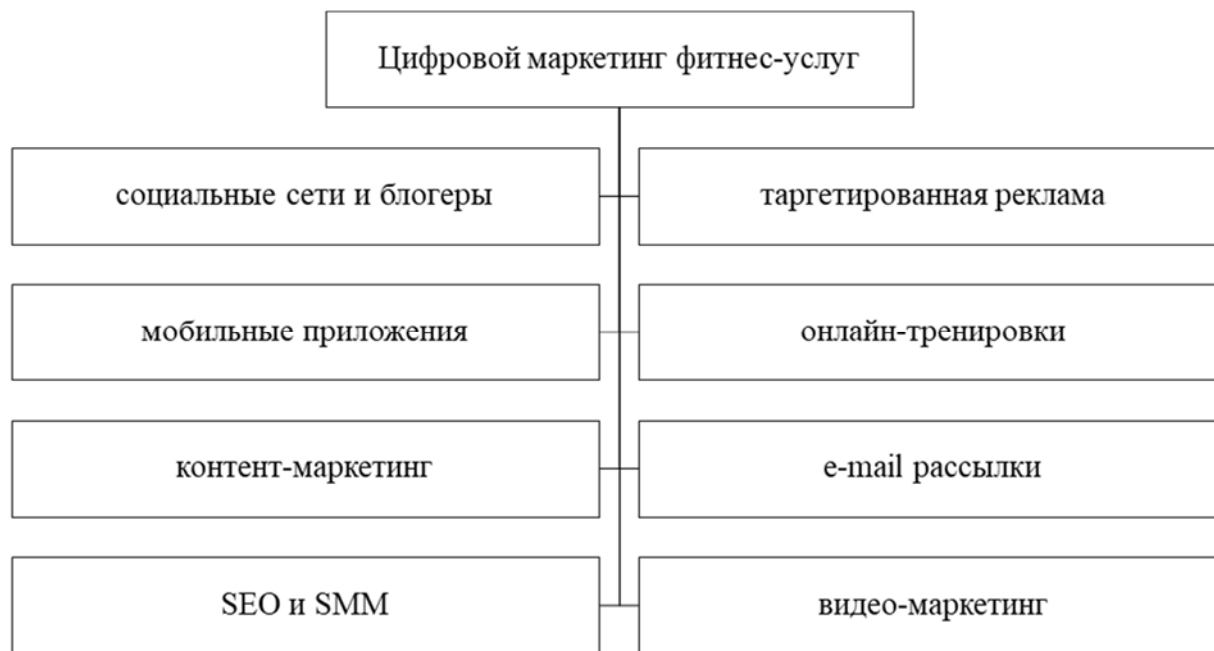 Цифровой маркетинг фитнес-услуг
социальные сети и блогеры
таргетированная реклама
мобильные приложения
онлайн-тренировки
контент-маркетинг
e-mail рассылки
SEO и SMM
видео-маркетинг